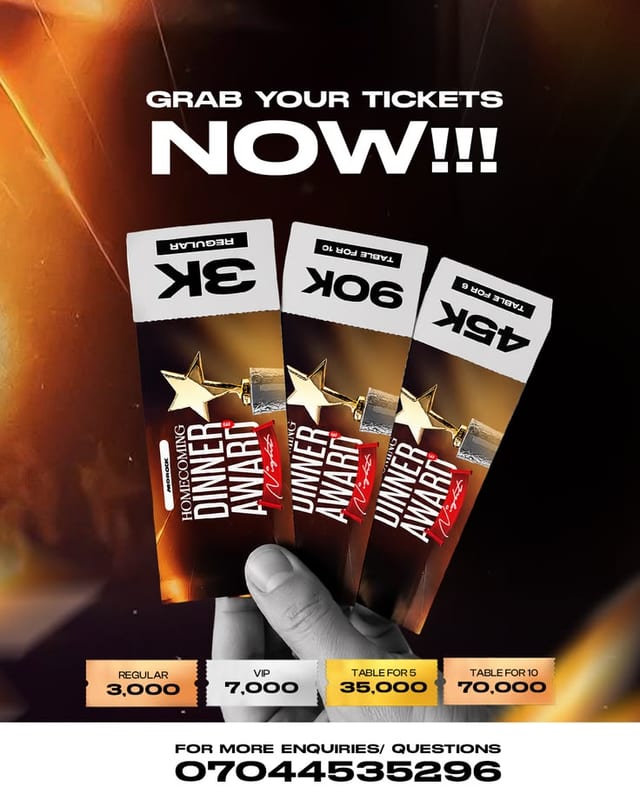 GRAB YOUR TICKETS
NOW!!!
REGULAR
3K
TABLE FOR 10
90K
TABLE FOR 6
45K
HOMECOMING
DINNER
AWARD
Night
DINNER
AWARD
Night
DINNER
AWARD
Night
REGULAR
3,000
VIP
7,000
TABLE FOR 5
35,000
TABLE FOR 10
70,000
FOR MORE ENQUIRIES/ QUESTIONS
07044535296